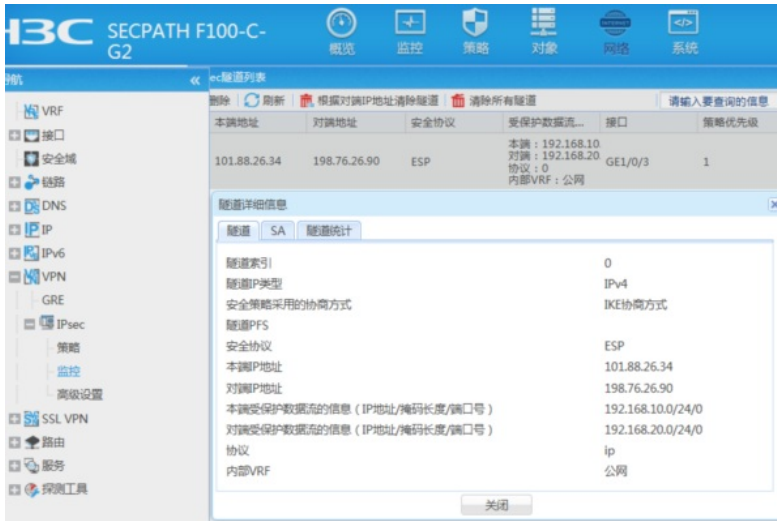 H3C SECPATH F100-C-G2
概览 监控 策略 对象 网络 系统
导航 «
VRF
接口
安全域
链路
DNS
IP
IPv6
VPN
GRE
IPsec
策略
监控
高级设置
SSL VPN
路由
服务
探测工具
ec隧道列表
删除 刷新 根据对端IP地址清除隧道 清除所有隧道 请输入要查询的信息
本端地址 对端地址 安全协议 受保护数据流... 接口 策略优先级
101.88.26.34 198.76.26.90 ESP 本端：192.168.10. 对端：192.168.20 协议：0 内部VRF：公网 GE1/0/3 1
隧道详细信息
隧道 SA 隧道统计
隧道索引 0
隧道IP类型 IPv4
安全策略采用的协商方式 IKE协商方式
隧道PFS
安全协议 ESP
本端IP地址 101.88.26.34
对端IP地址 198.76.26.90
本端受保护数据流的信息（IP地址/掩码长度/端口号） 192.168.10.0/24/0
对端受保护数据流的信息（IP地址/掩码长度/端口号） 192.168.20.0/24/0
协议 ip
内部VRF 公网
关闭